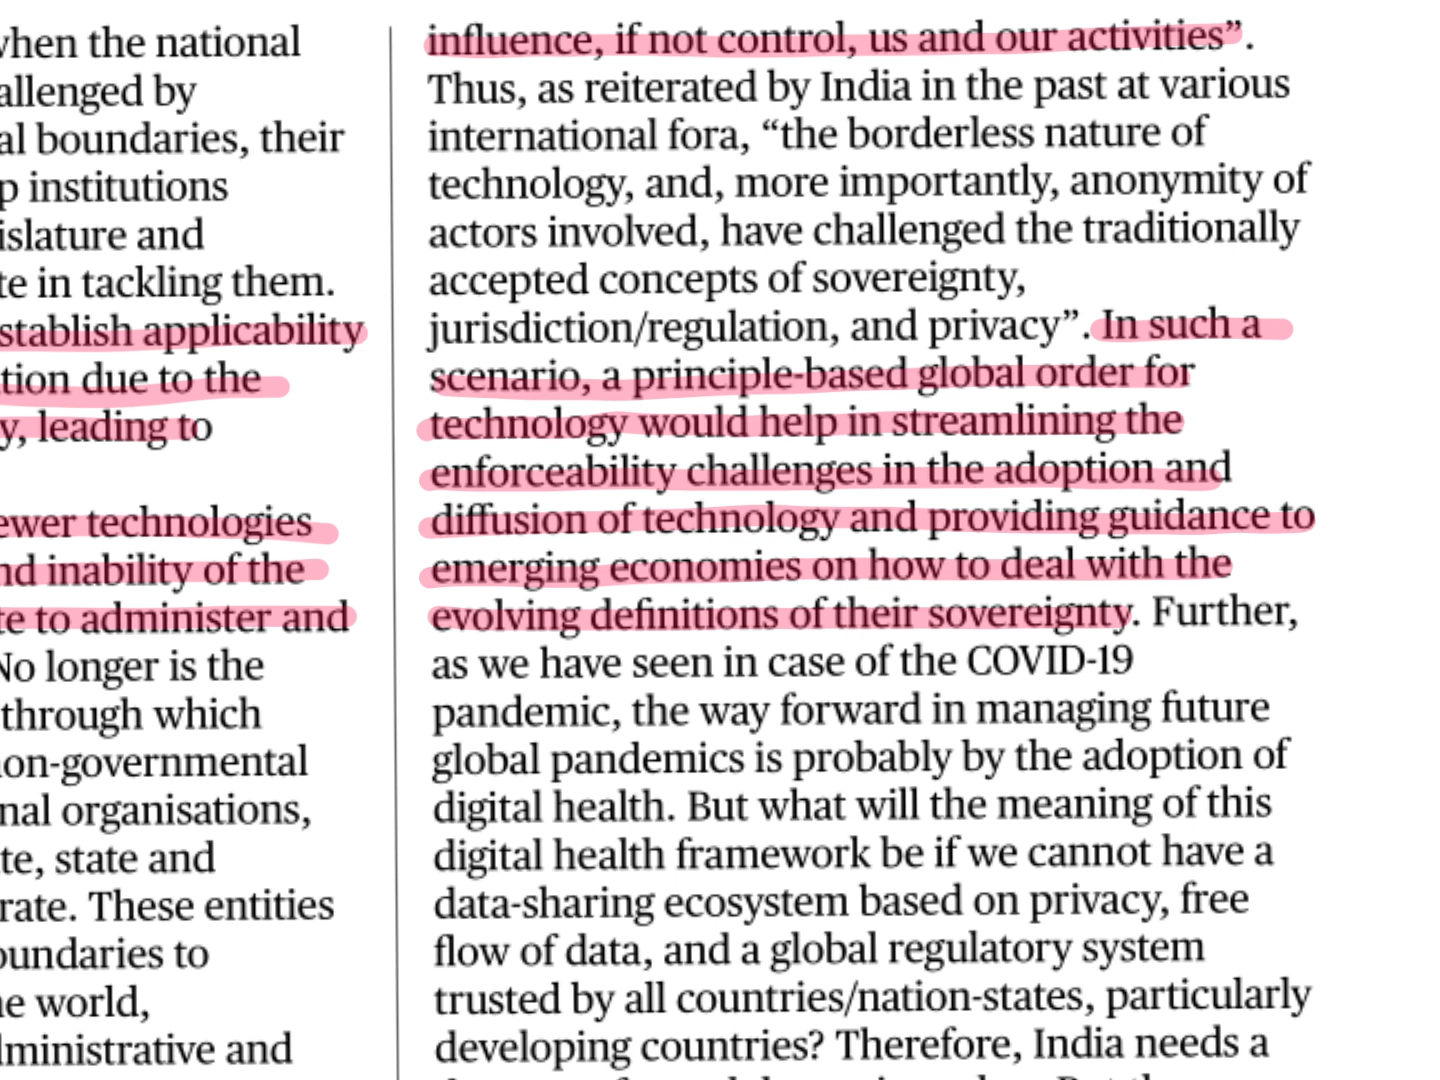 when the national
allenged by
al boundaries, their
p institutions
islature and
te in tackling them.
stablish applicability
tion due to the
y, leading to
ewer technologies
nd inability of the
te to administer and
No longer is the
through which
non-governmental
nal organisations,
te, state and
rate. These entities
oundaries to
he world,
dministrative and
influence, if not control, us and our activities”.
Thus, as reiterated by India in the past at various
international fora, “the borderless nature of
technology, and, more importantly, anonymity of
actors involved, have challenged the traditionally
accepted concepts of sovereignty,
jurisdiction/regulation, and privacy”. In such a
scenario, a principle-based global order for
technology would help in streamlining the
enforceability challenges in the adoption and
diffusion of technology and providing guidance to
emerging economies on how to deal with the
evolving definitions of their sovereignty. Further,
as we have seen in case of the COVID-19
pandemic, the way forward in managing future
global pandemics is probably by the adoption of
digital health. But what will the meaning of this
digital health framework be if we cannot have a
data-sharing ecosystem based on privacy, free
flow of data, and a global regulatory system
trusted by all countries/nation-states, particularly
developing countries? Therefore, India needs a